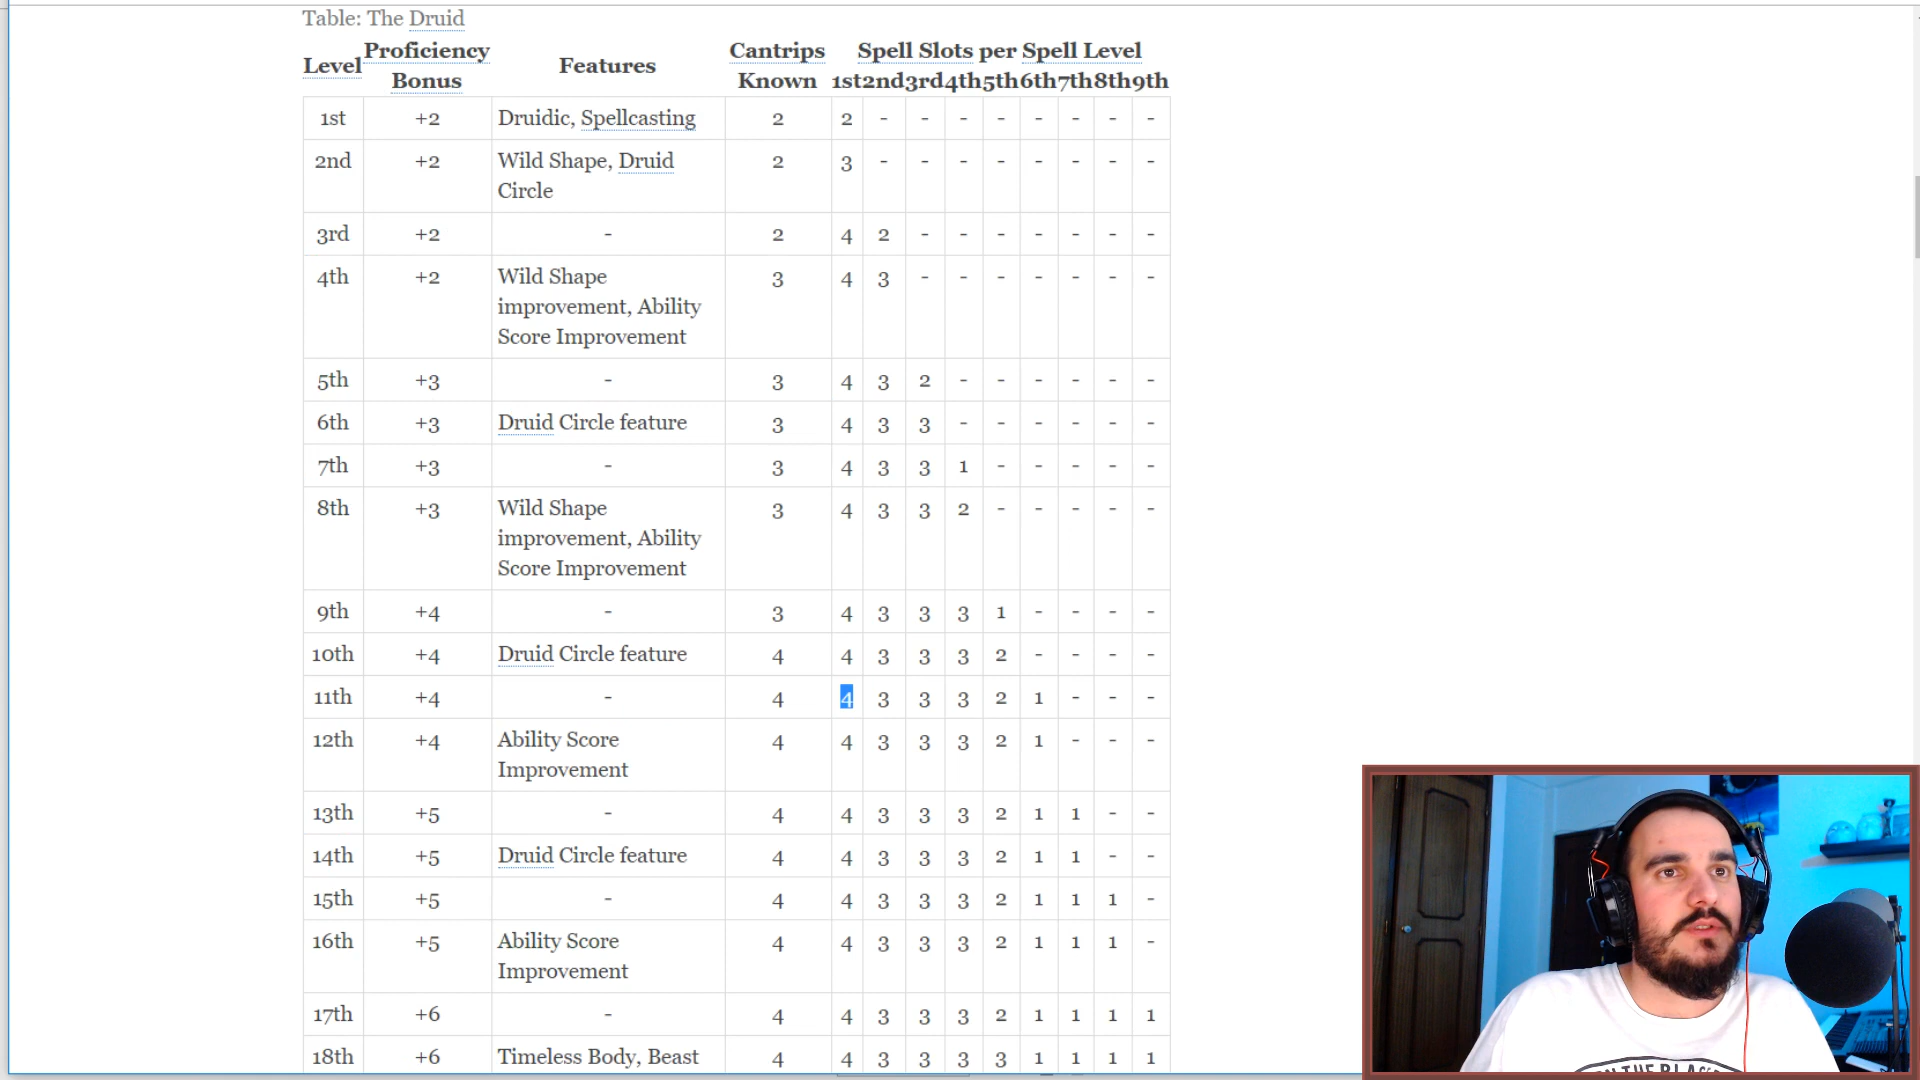 Table: The Druid
Level Proficiency Bonus Features Cantrips Known Spell Slots per Spell Level
1st 2nd 3rd 4th 5th 6th 7th 8th 9th
1st +2 Druidic, Spellcasting 2 2 - - - - - - - -
2nd +2 Wild Shape, Druid 2 3 - - - - - - - -
Circle
3rd +2 - 2 4 2 - - - - - - -
4th +2 Wild Shape 3 4 3 - - - - - - -
improvement, Ability
Score Improvement
5th +3 - 3 4 3 2 - - - - - -
6th +3 Druid Circle feature 3 4 3 3 - - - - - -
7th +3 - 3 4 3 3 1 - - - - -
8th +3 Wild Shape 3 4 3 3 2 - - - - -
improvement, Ability
Score Improvement
9th +4 - 3 4 3 3 3 1 - - - -
10th +4 Druid Circle feature 4 4 3 3 3 2 - - - -
11th +4 - 4 4 3 3 3 2 1 - - -
12th +4 Ability Score 4 4 3 3 3 2 1 - - -
Improvement
13th +5 - 4 4 3 3 3 2 1 1 - -
14th +5 Druid Circle feature 4 4 3 3 3 2 1 1 - -
15th +5 - 4 4 3 3 3 2 1 1 1 -
16th +5 Ability Score 4 4 3 3 3 2 1 1 1 -
Improvement
17th +6 - 4 4 3 3 3 2 1 1 1 1
18th +6 Timeless Body, Beast 4 4 3 3 3 3 1 1 1 1